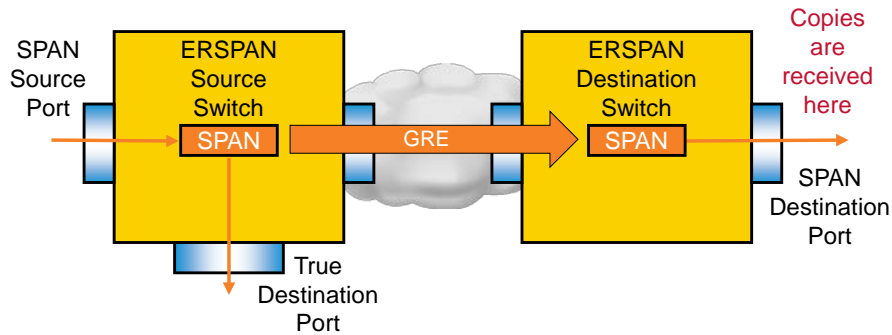 SPAN
Source
Port
ERSPAN
Source
Switch
SPAN
GRE
True
Destination
Port
ERSPAN
Destination
Switch
SPAN
Copies
are
received
here
SPAN
Destination
Port